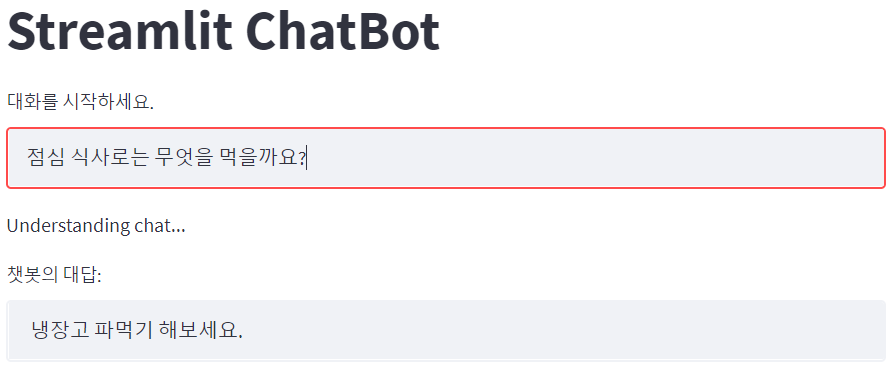 Streamlit ChatBot
대화를 시작하세요.
점심 식사로는 무엇을 먹을까요?
Understanding chat...
챗봇의 대답:
냉장고 파먹기 해보세요.